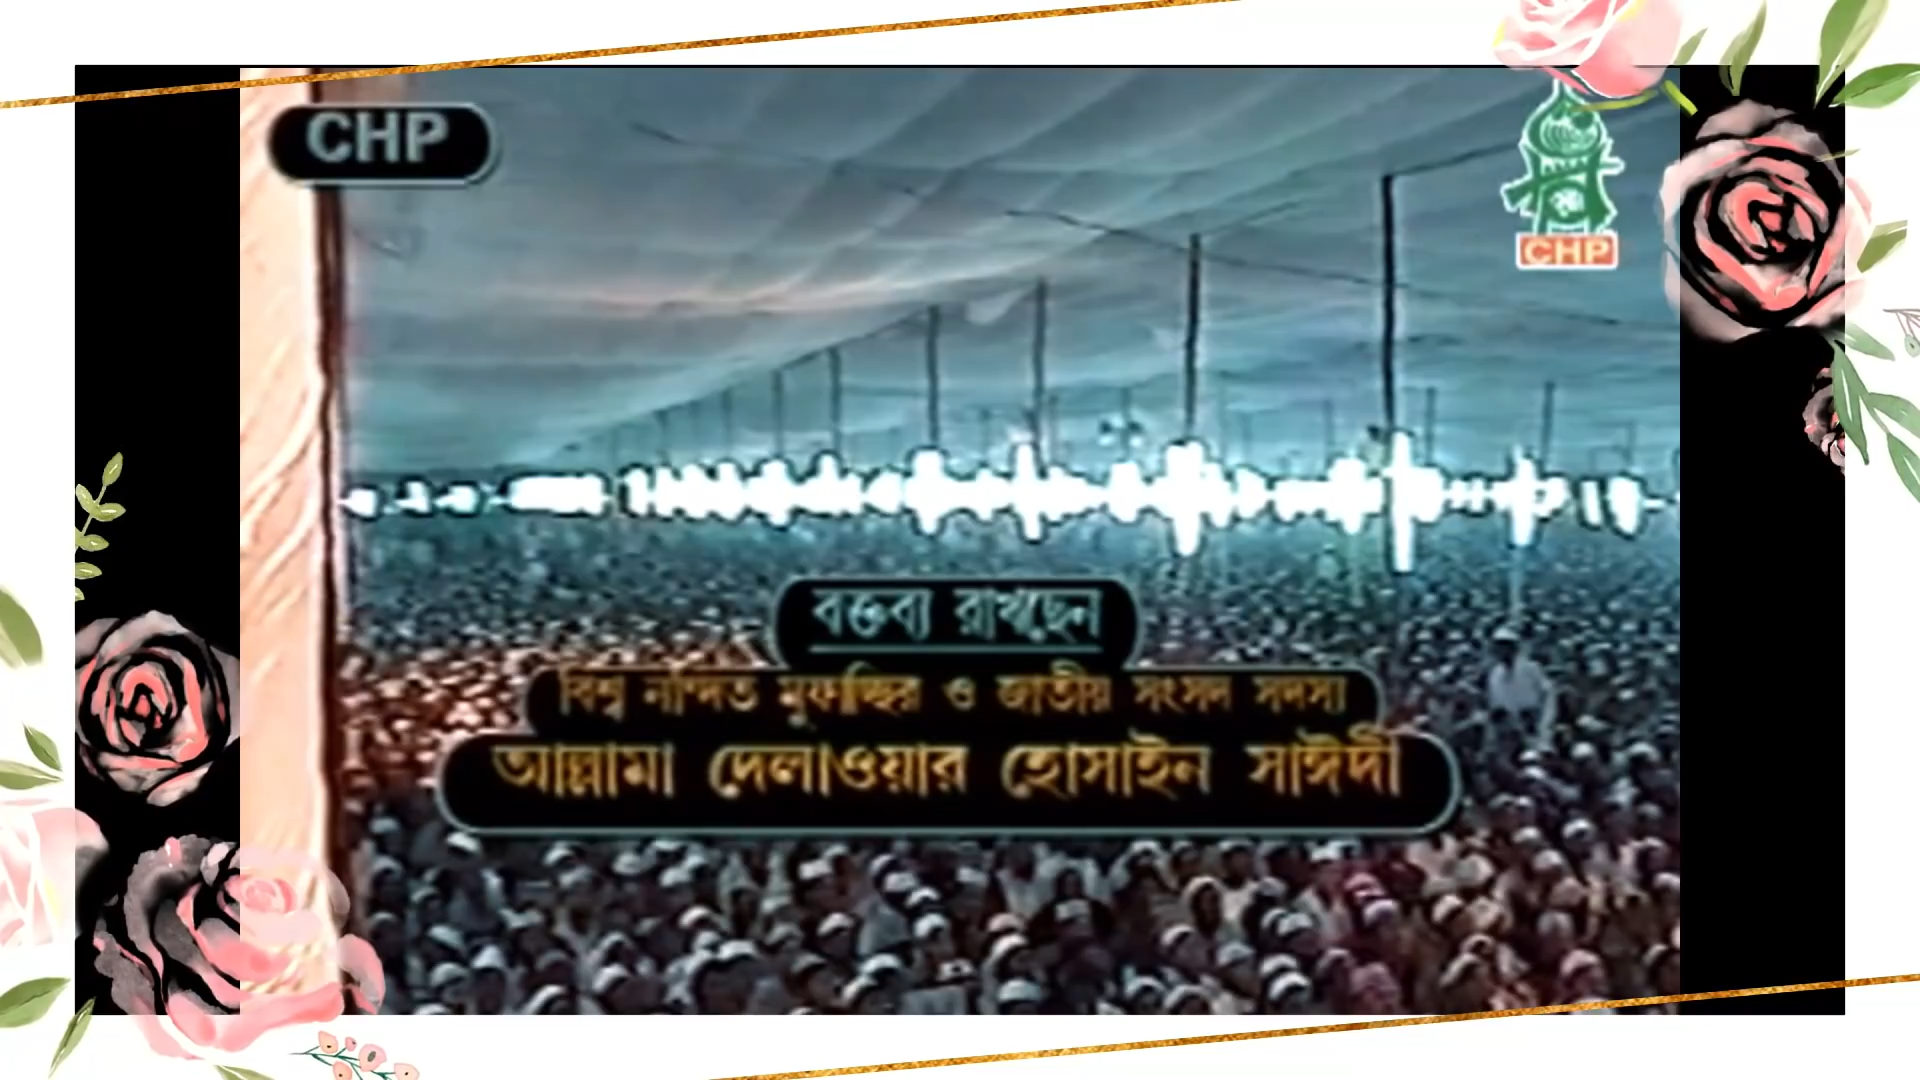 CHP
CHP
বক্তব্য রাখছেন
বিশ্ব নন্দিত মুফাচ্ছির ও জাতীয় সংসদ সদস্য
আল্লামা দেলাওয়ার হোসাইন সাঈদী